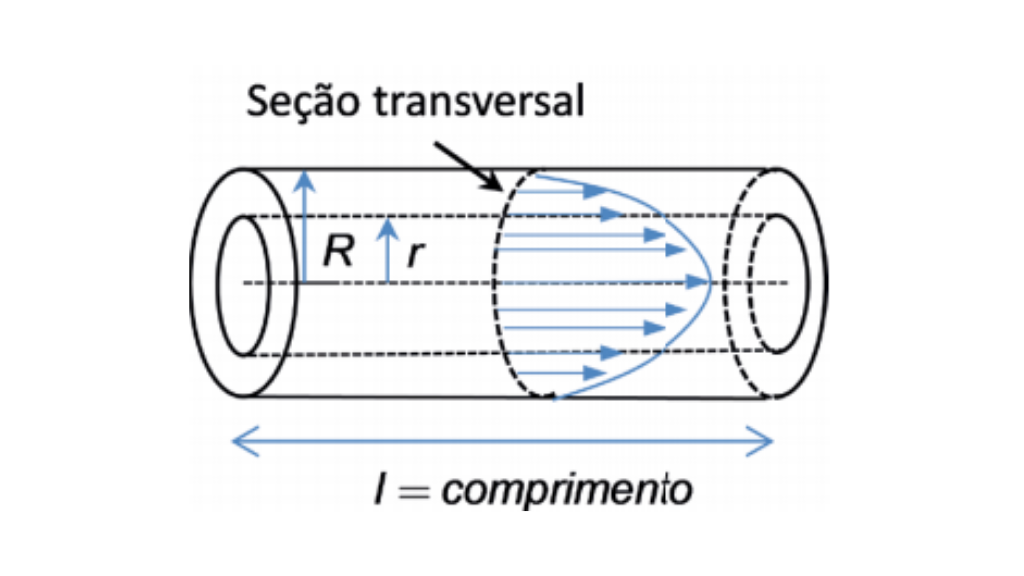 Seção transversal
R
r
l = comprimento